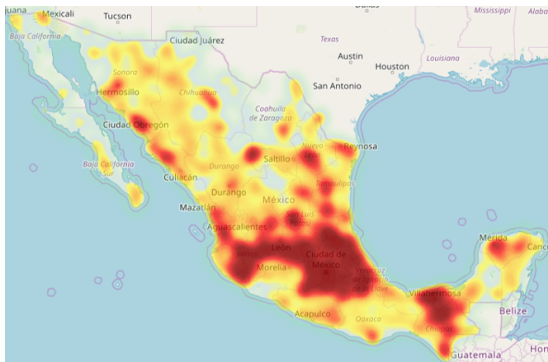 Mississippi
Alaba
Mexicali
Tucson
Baja California
Ciudad Juárez
Texas
Austin
Louisiana
Houston
San Antonio
Sonora
Chihuahua
Hermosillo
Coahuila
de Zaragoza
Ciudad Obregón
Reynosa
Saltillo
Baja California
Sur
Durango
Culiacán
Tamaulipas
Durango
México
Mazatlán
Aguascalientes
León
Ciudad de
México
Mérida
Morelia
Villahermosa
Acapulco
Oaxaca
Chiapas
Belize
Guatemala